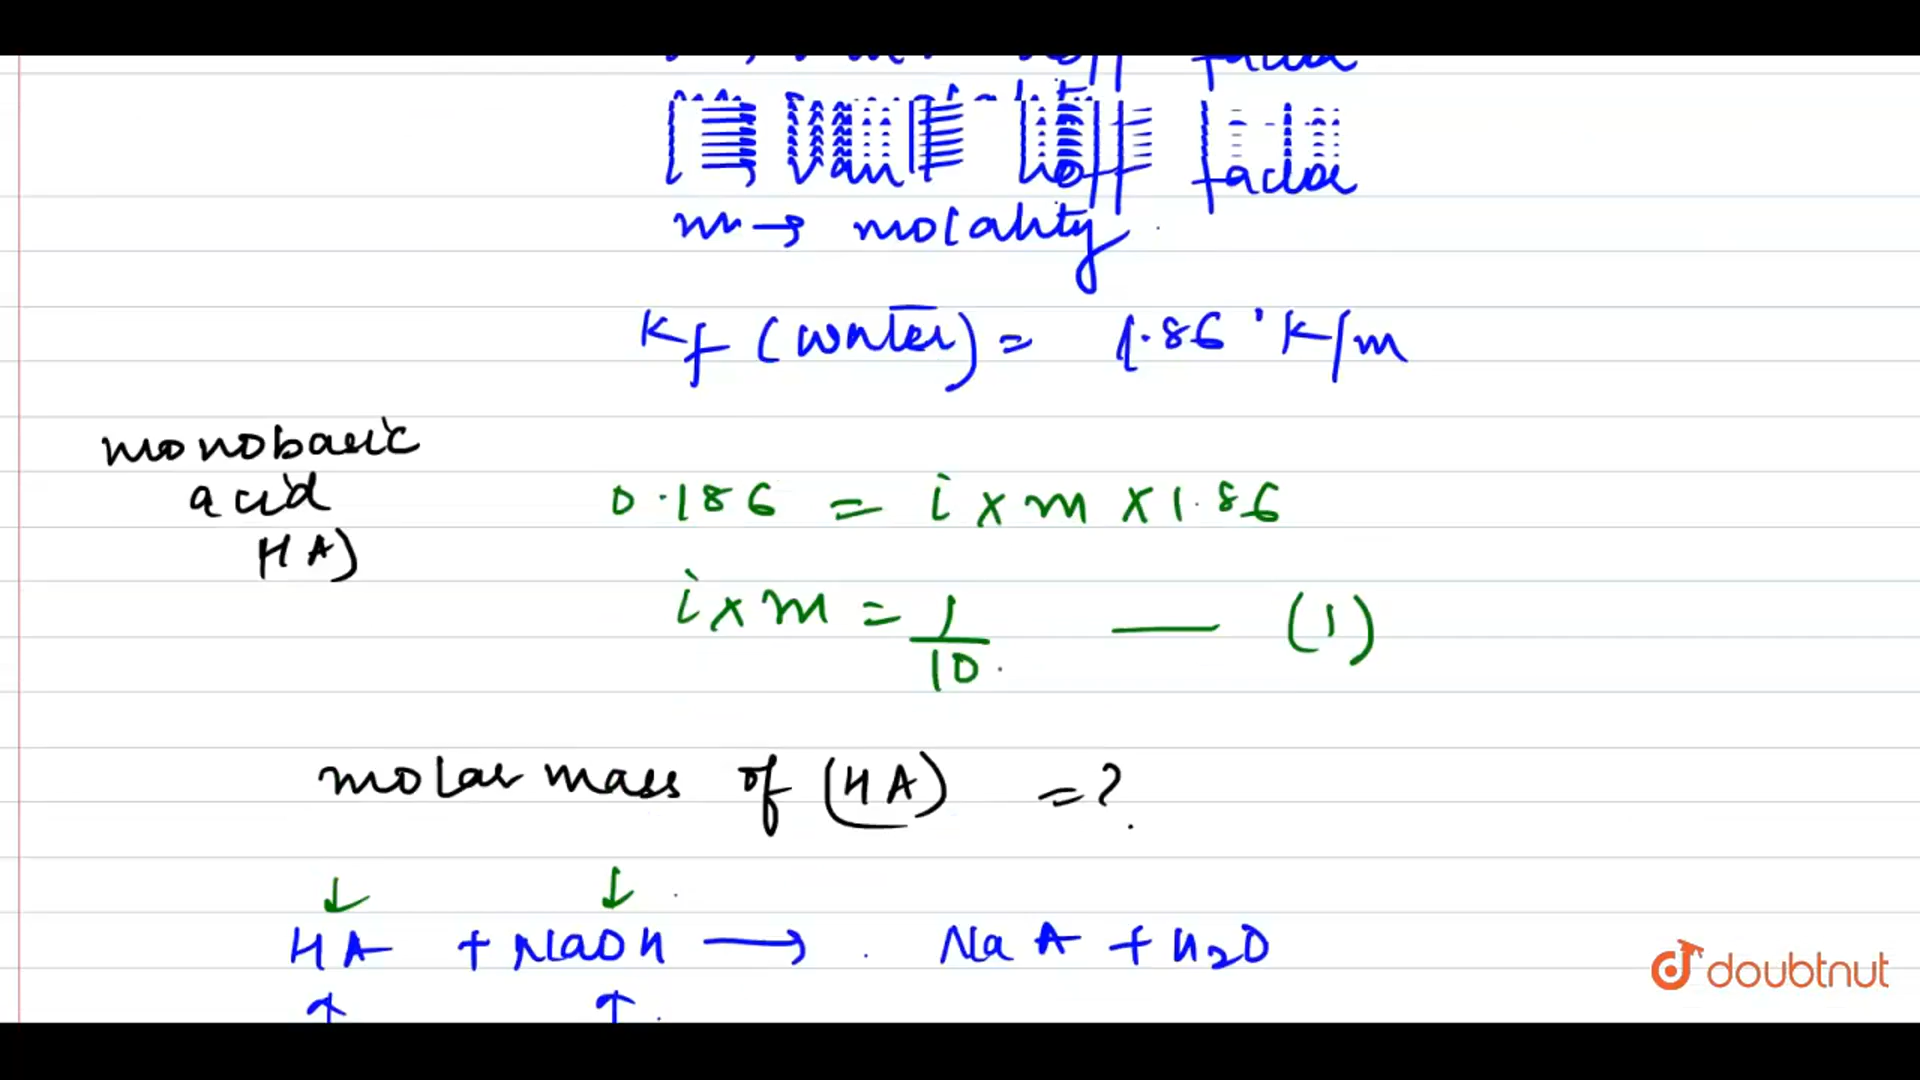 i → Van't hoff factor
m → molality
Kf (water) = 1.86 K/m
monobasic
acid
HA)
0.186 = i x m x 1.86
i x m = 1/10 — (1)
molar mass of (HA) = ?
↓ ↓
HA + NaOH → NaA + H2O
↑ ↑
doubtnut